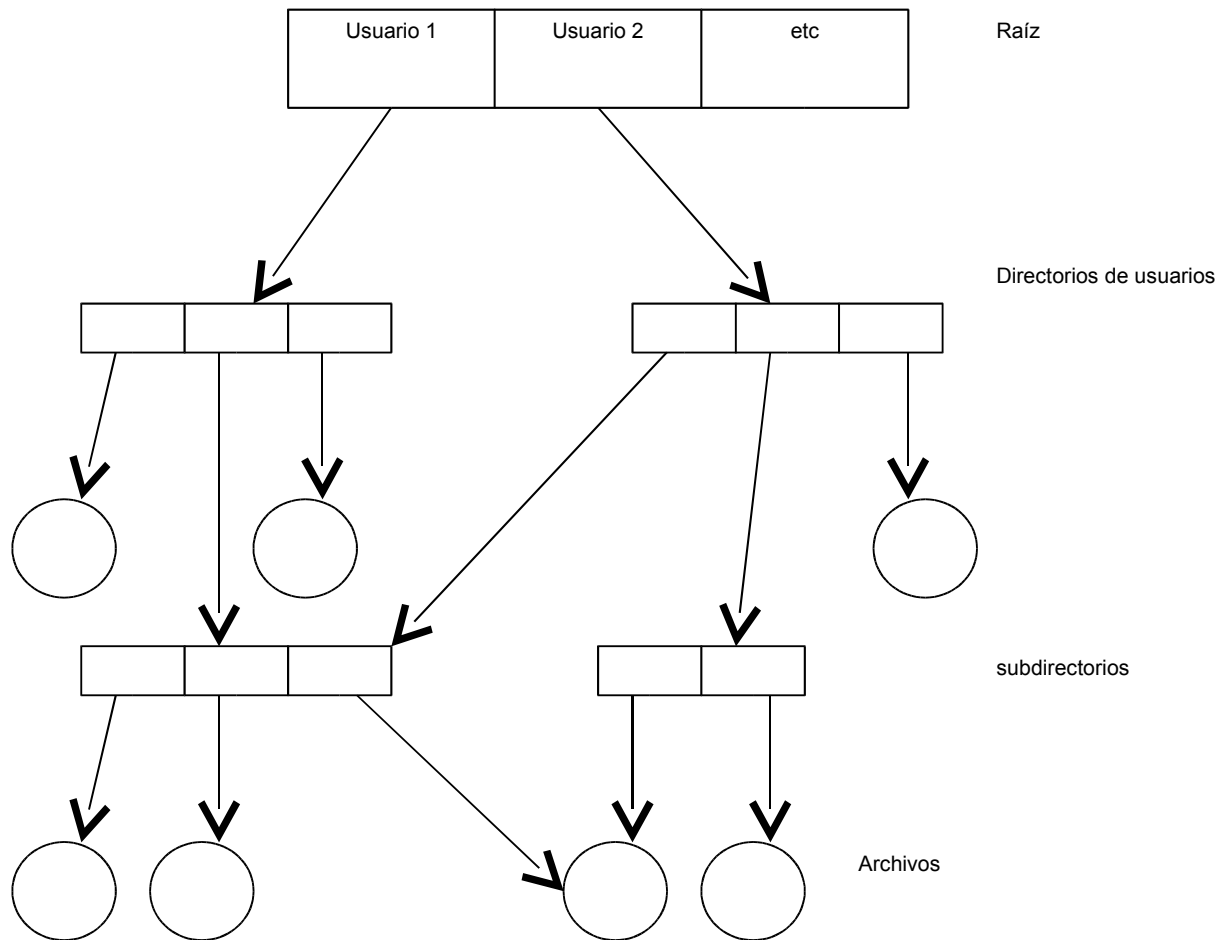 Usuario 1
Usuario 2
etc
Raíz
Directorios de usuarios
subdirectorios
Archivos